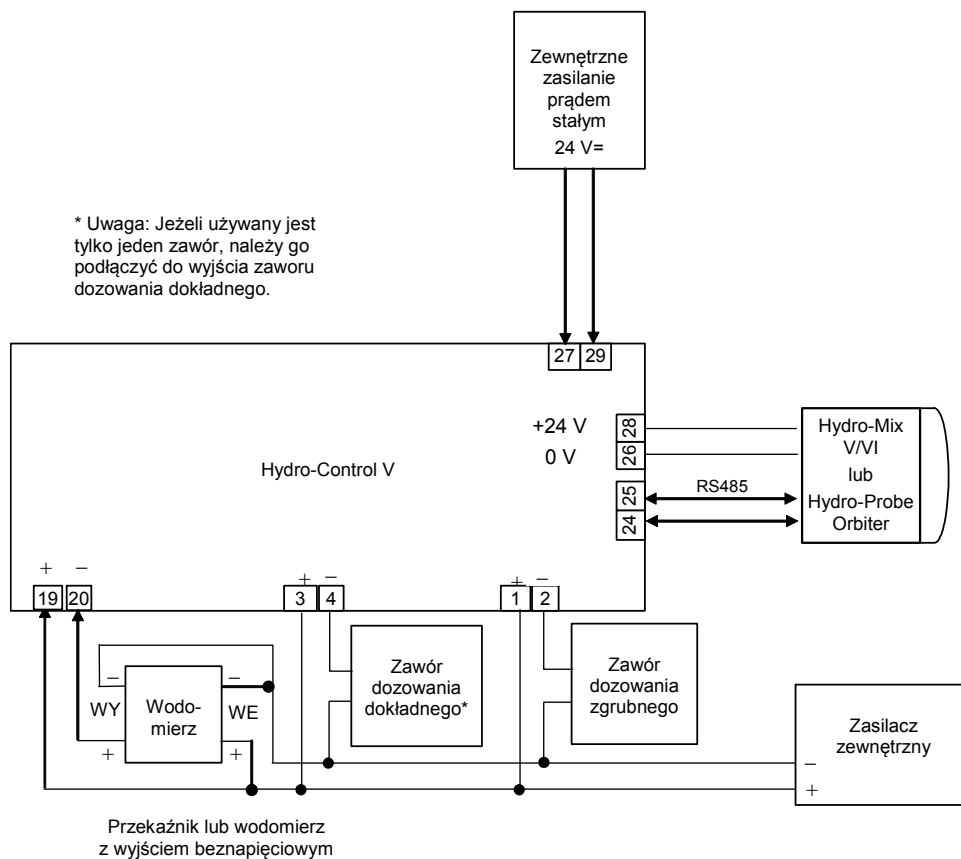 Zewnętrzne
zasilanie
prądem
stałym
24 V=
* Uwaga: Jeżeli używany jest
tylko jeden zawór, należy go
podłączyć do wyjścia zaworu
dozowania dokładnego.
27 29
+24 V
28
0 V
26
Hydro-Control V
25
RS485
24
Hydro-Mix
V/VI
lub
Hydro-Probe
Orbiter
+ –
19 20
+ –
3 4
+ –
1 2
– –
WY
Wodo-
mierz
WE
+ +
Zawór
dozowania
dokładnego*
Zawór
dozowania
zgrubnego
Zasilacz
zewnętrzny
–
+
Przekaźnik lub wodomierz
z wyjściem beznapięciowym